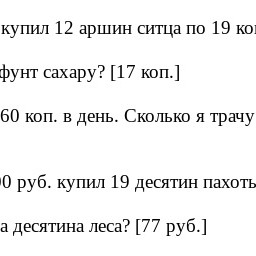 купил 12 аршин ситца по 19
фунт сахару? [17 коп.]
60 коп. в день. Сколько я трачу
0 руб. купил 19 десятин пахоть
а десятина леса? [77 руб.]